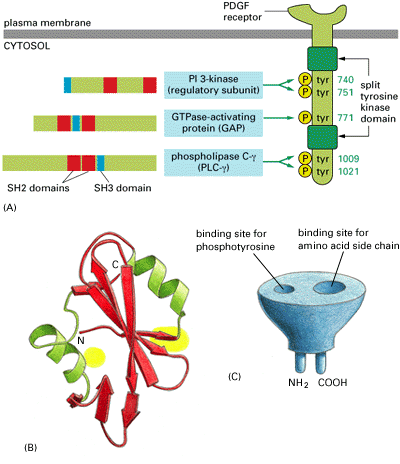 plasma membrane
CYTOSOL
PDGF
receptor
PI 3-kinase
(regulatory subunit)
P tyr 740
P tyr 751
split
tyrosine
kinase
domain
GTPase-activating
protein (GAP)
P tyr 771
phospholipase C-γ
(PLC-γ)
P tyr 1009
P tyr 1021
SH2 domains
SH3 domain
(A)
C
N
(B)
binding site for
phosphotyrosine
binding site for
amino acid side chain
NH2 COOH
(C)